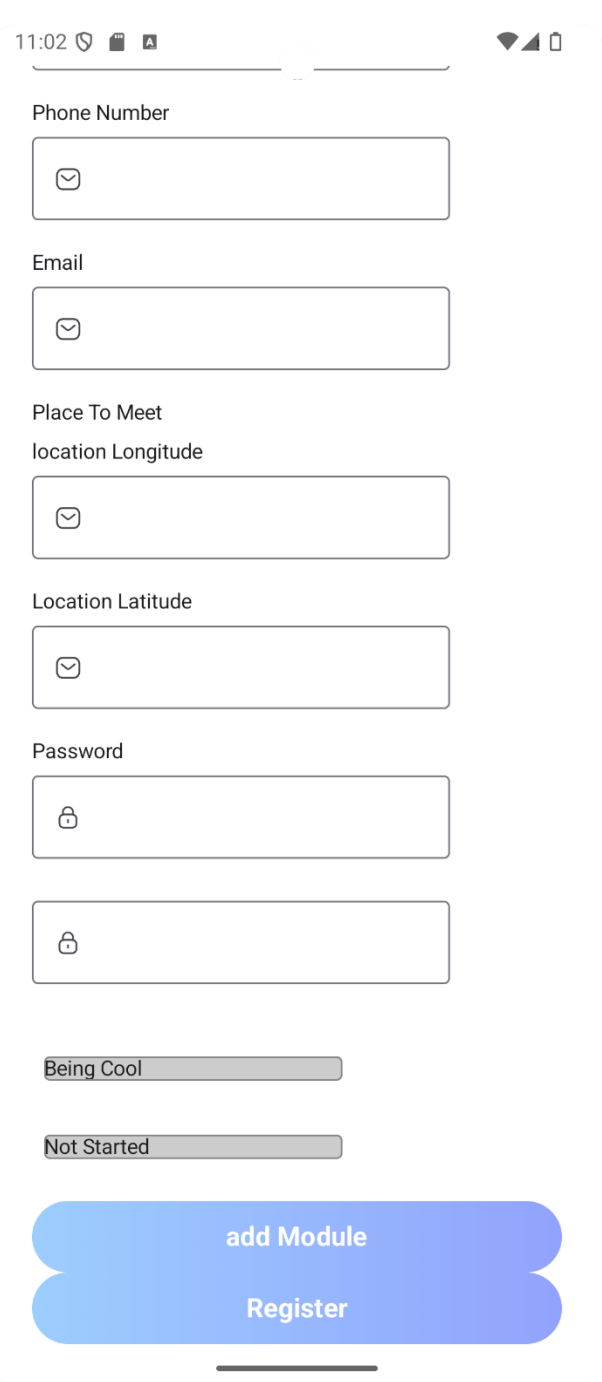 11:02
Phone Number
Email
Place To Meet
location Longitude
Location Latitude
Password
Being Cool
Not Started
add Module
Register